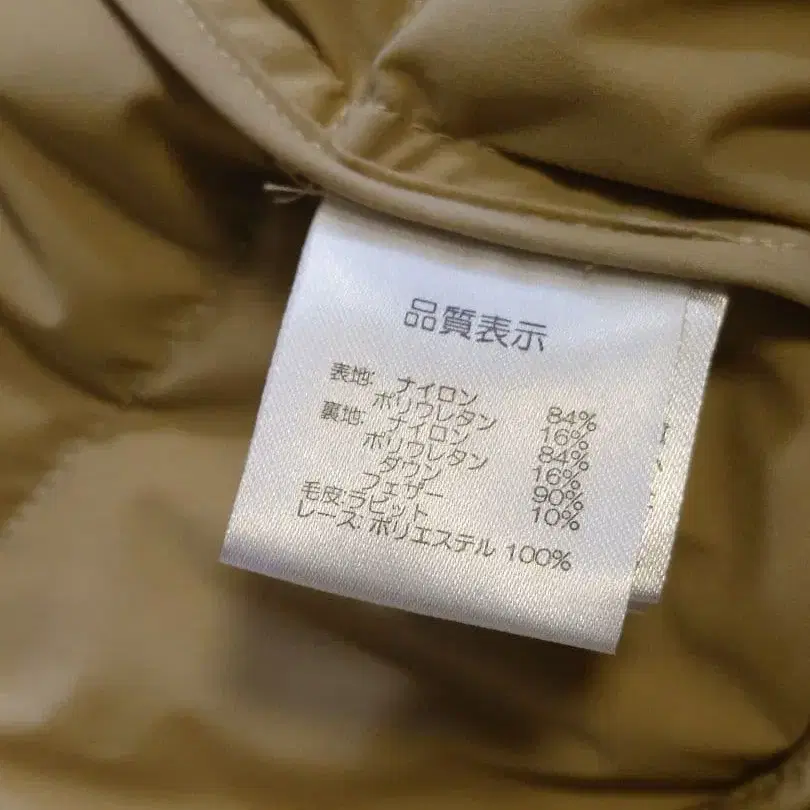 品質表示
表地: ナイロン 84%
ポリウレタン 16%
裏地: ナイロン 84%
ポリウレタン 16%
ダウン 90%
フェザー 10%
毛皮:ラビット
レース: ポリエステル 100%